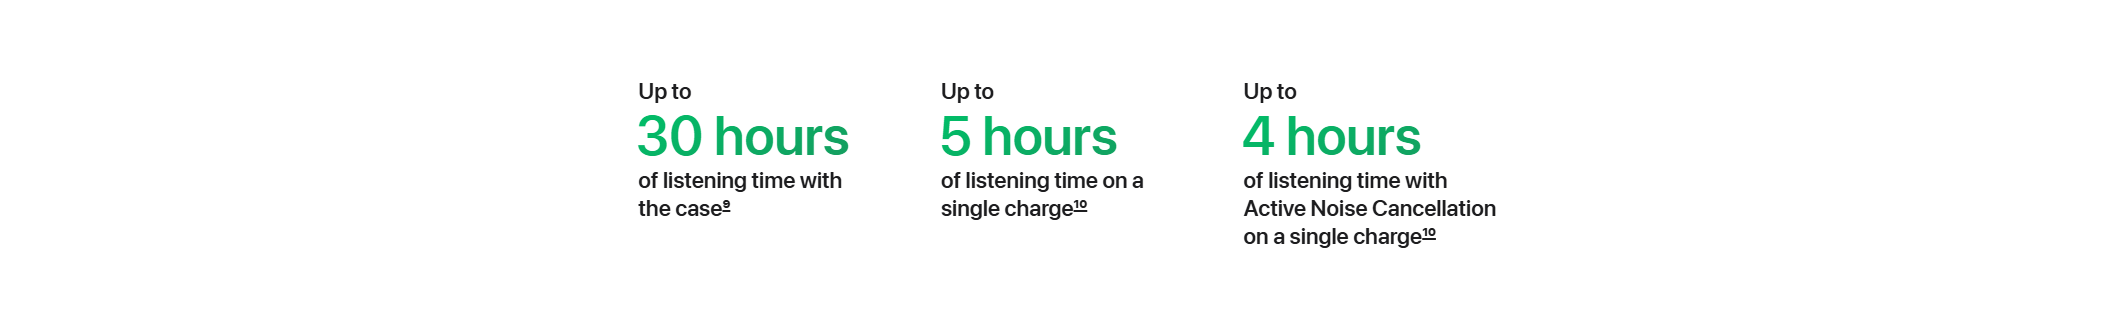 Up to
30 hours
of listening time with
the case⁹
Up to
5 hours
of listening time on a
single charge¹⁰
Up to
4 hours
of listening time with
Active Noise Cancellation
on a single charge¹⁰